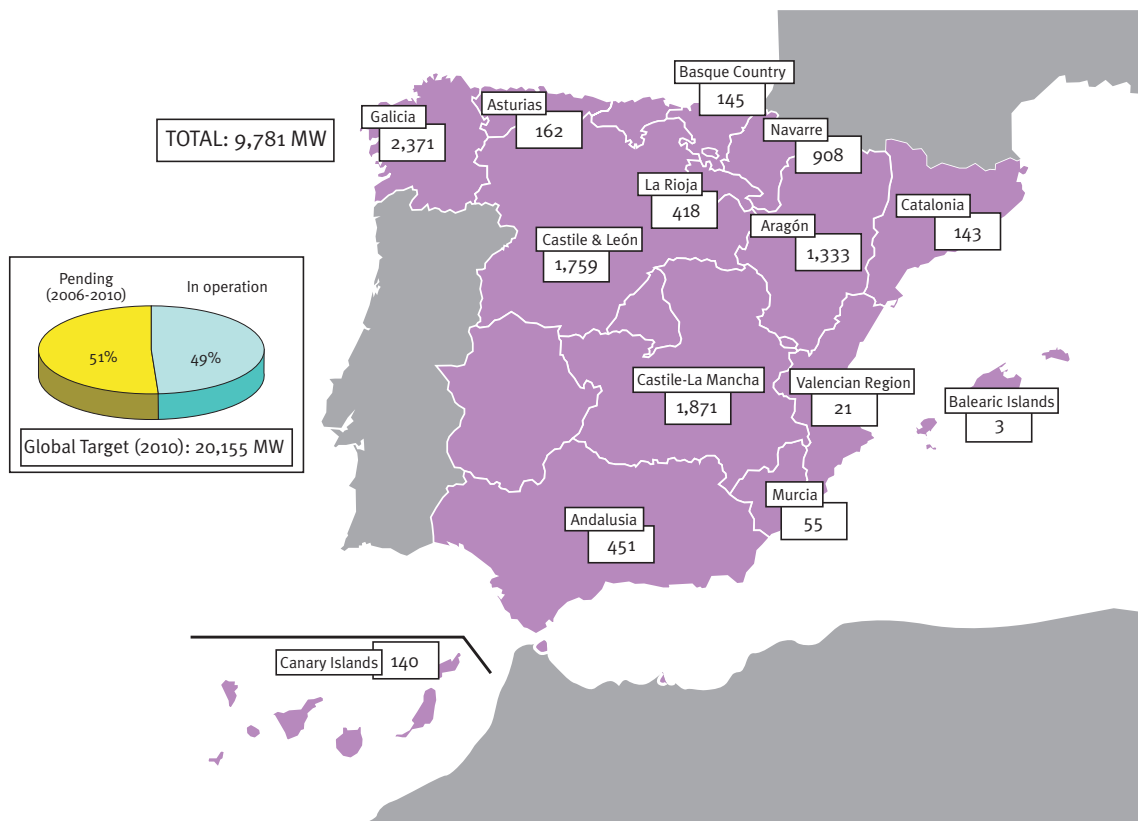 Basque Country
145
Asturias
162
Galicia
2,371
TOTAL: 9,781 MW
Navarre
908
La Rioja
418
Catalonia
143
Aragón
1,333
Castile & León
1,759
Pending
(2006-2010)
In operation
51%
49%
Global Target (2010): 20,155 MW
Castile-La Mancha
1,871
Valencian Region
21
Balearic Islands
3
Murcia
55
Andalusia
451
Canary Islands
140